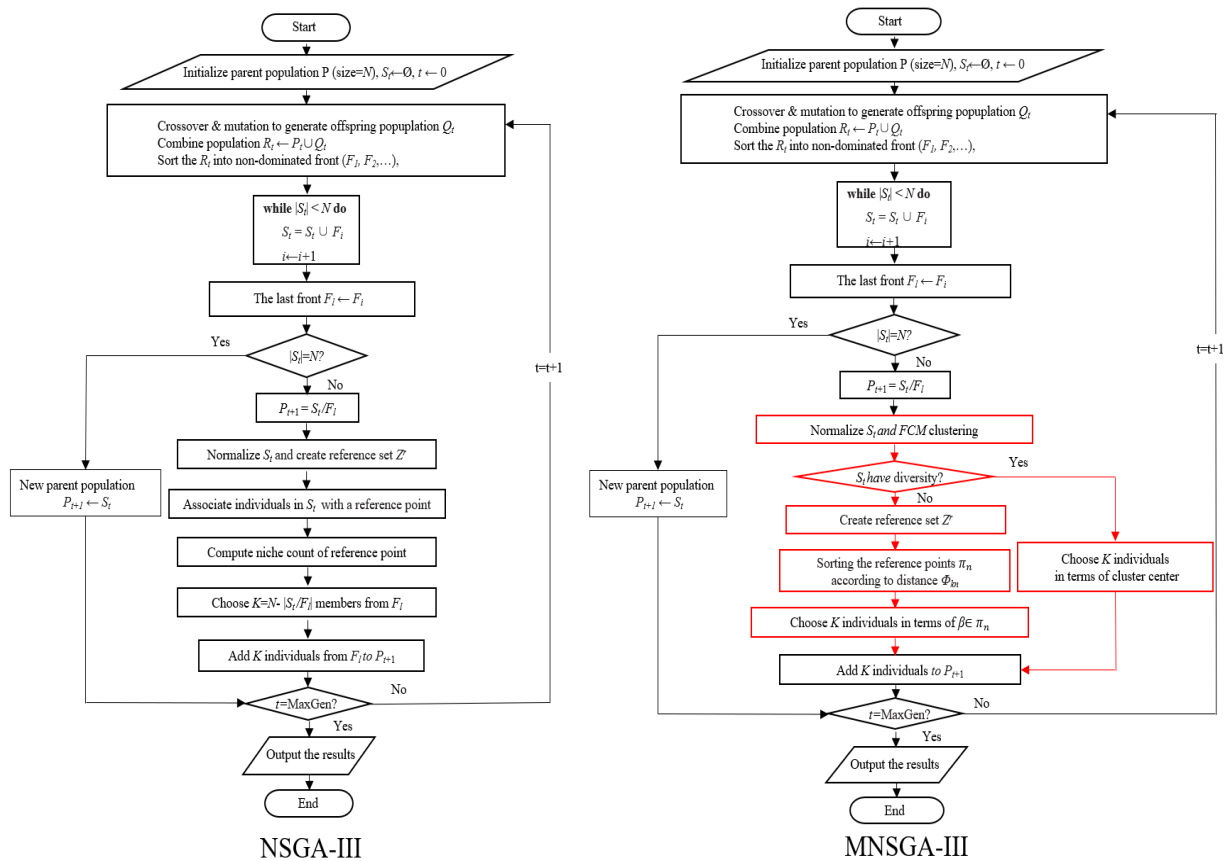 Start
Initialize parent population P (size=N), Sₜ←Ø, t ← 0
Crossover & mutation to generate offspring popuplation Qₜ
Combine population Rₜ ← Pₜ∪Qₜ
Sort the Rₜ into non-dominated front (F₁, F₂,…),
while |Sₜ| < N do
Sₜ = Sₜ ∪ Fᵢ
i←i+1
The last front Fₗ ← Fᵢ
Yes
|Sₜ|=N?
No
t=t+1
Pₜ₊₁ = Sₜ/Fₗ
Normalize Sₜ and create reference set Zʳ
New parent population
Pₜ₊₁ ← Sₜ
Associate individuals in Sₜ with a reference point
Compute niche count of reference point
Choose K=N- |Sₜ/Fₗ| members from Fₗ
Add K individuals from Fₗ to Pₜ₊₁
No
t=MaxGen?
Yes
Output the results
End
NSGA-III
Start
Initialize parent population P (size=N), Sₜ←Ø, t ← 0
Crossover & mutation to generate offspring popuplation Qₜ
Combine population Rₜ ← Pₜ∪Qₜ
Sort the Rₜ into non-dominated front (F₁, F₂,…),
while |Sₜ| < N do
Sₜ = Sₜ ∪ Fᵢ
i←i+1
The last front Fₗ ← Fᵢ
Yes
|Sₜ|=N?
No
t=t+1
Pₜ₊₁ = Sₜ/Fₗ
Normalize Sₜ and FCM clustering
Yes
Sₜ have diversity?
No
New parent population
Pₜ₊₁ ← Sₜ
Create reference set Zʳ
Sorting the reference points πₙ
according to distance Φₖₙ
Choose K individuals
in terms of cluster center
Choose K individuals in terms of β∈ πₙ
Add K individuals to Pₜ₊₁
No
t=MaxGen?
Yes
Output the results
End
MNSGA-III